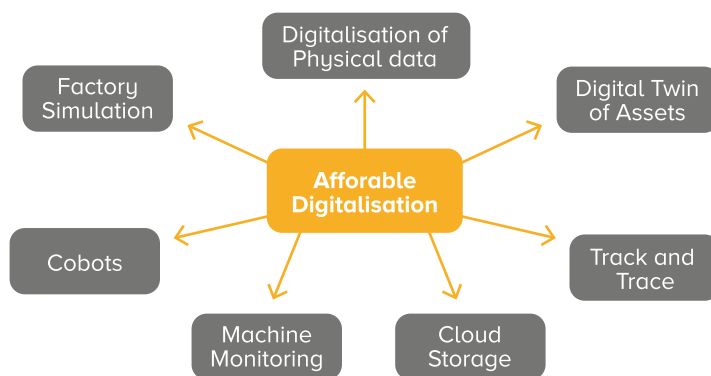 Digitalisation of
Physical data
Factory
Simulation
Digital Twin
of Assets
Afforable
Digitalisation
Cobots
Track and
Trace
Machine
Monitoring
Cloud
Storage